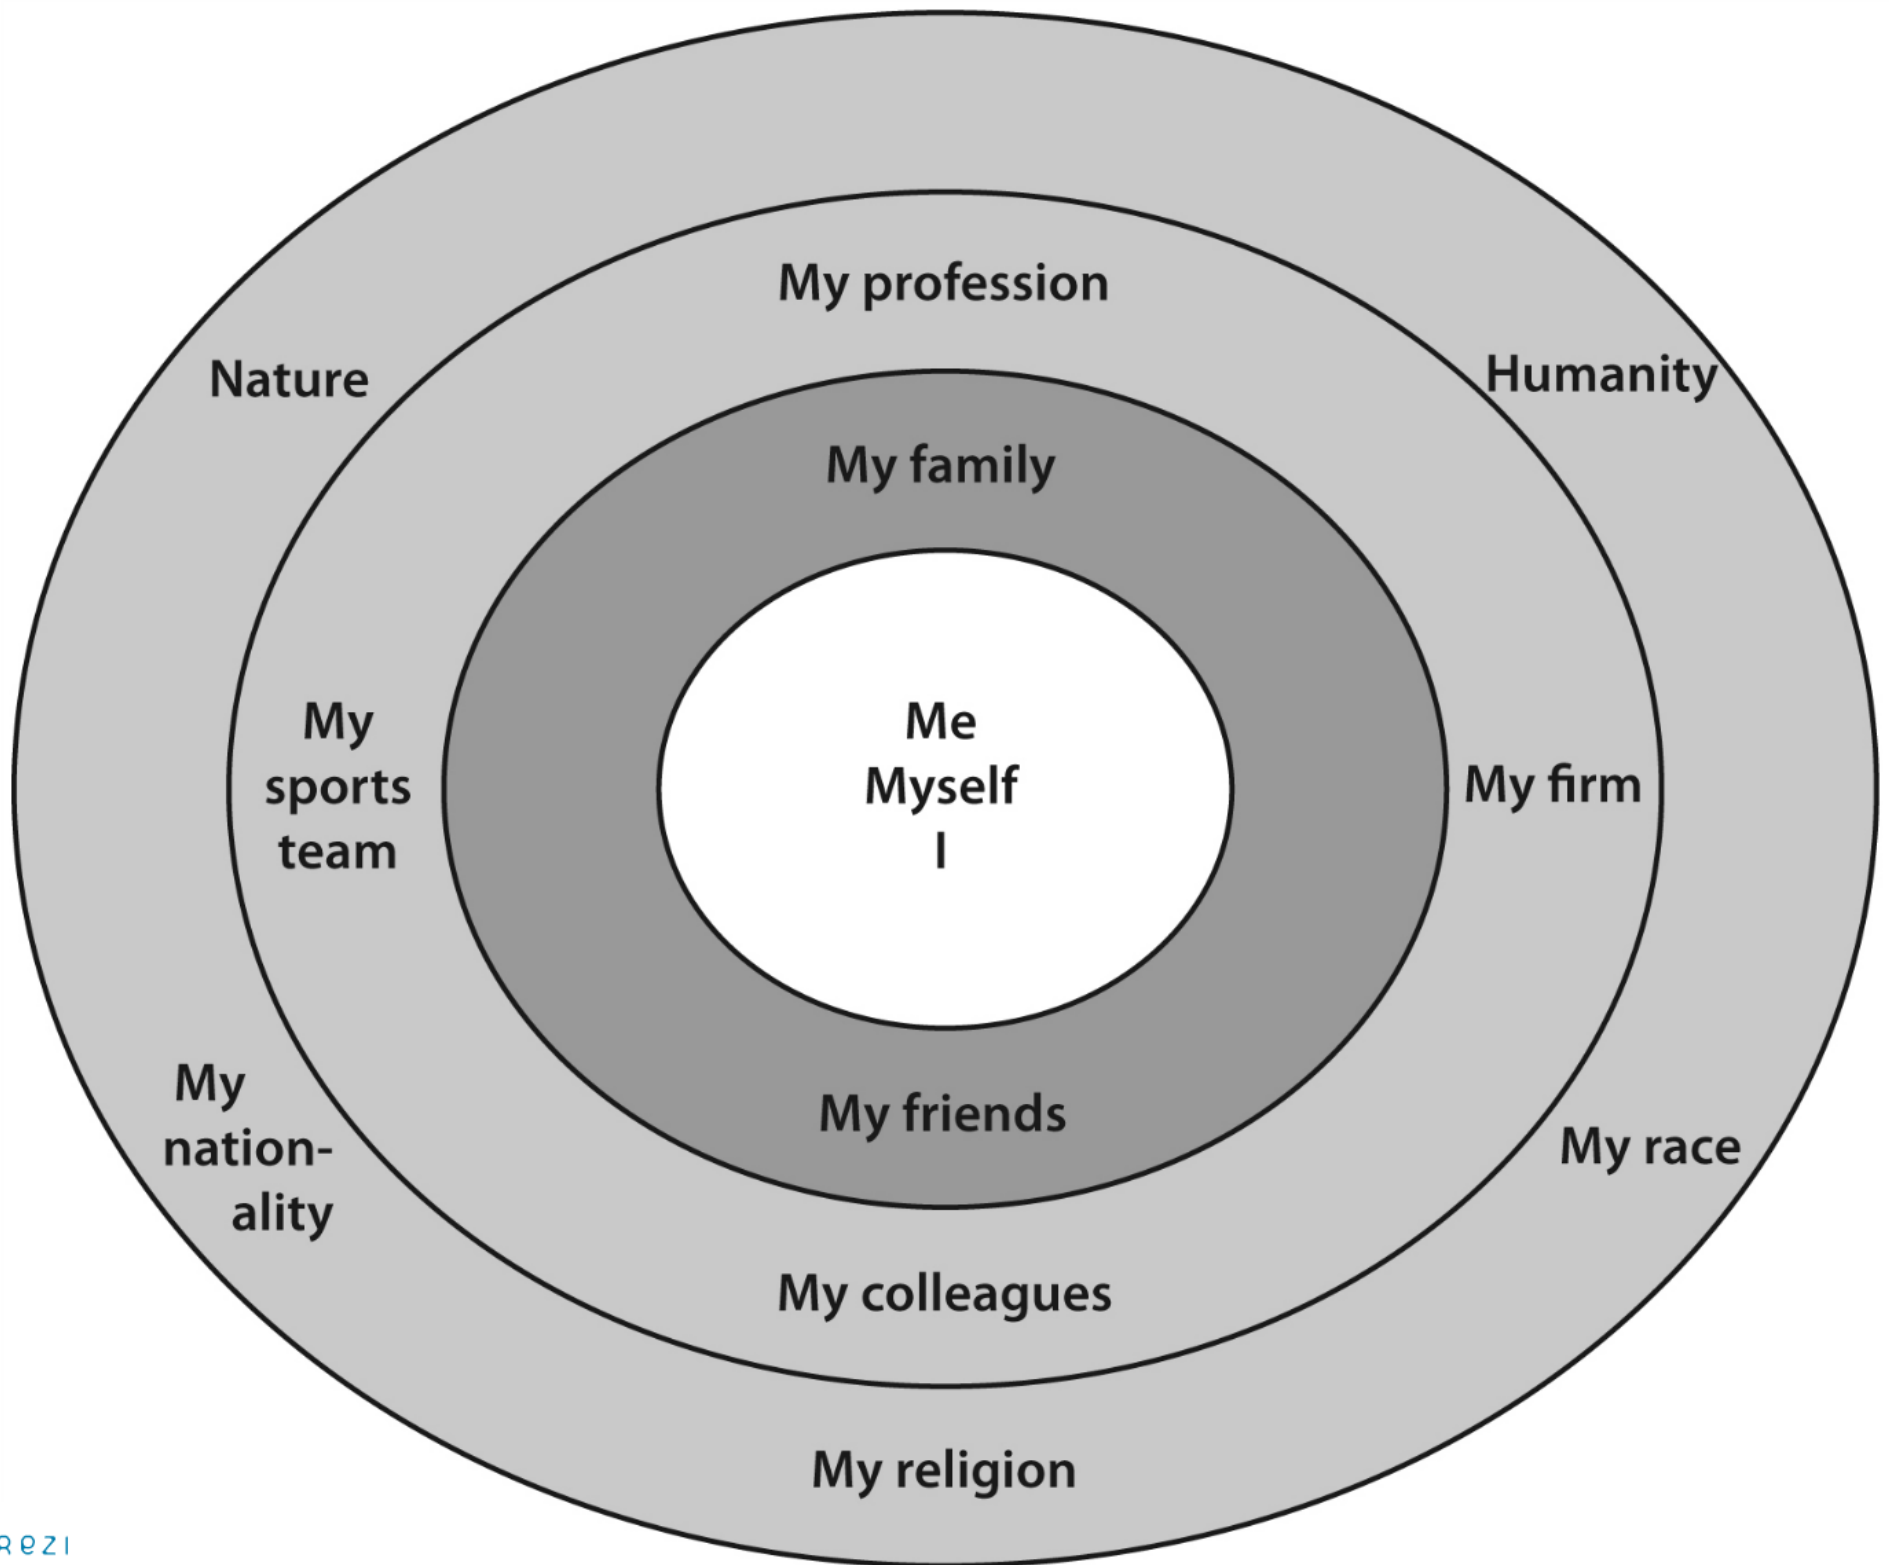 My profession
Nature
Humanity
My family
Me
Myself
I
My
sports
team
My firm
My
nation-
ality
My friends
My race
My colleagues
My religion